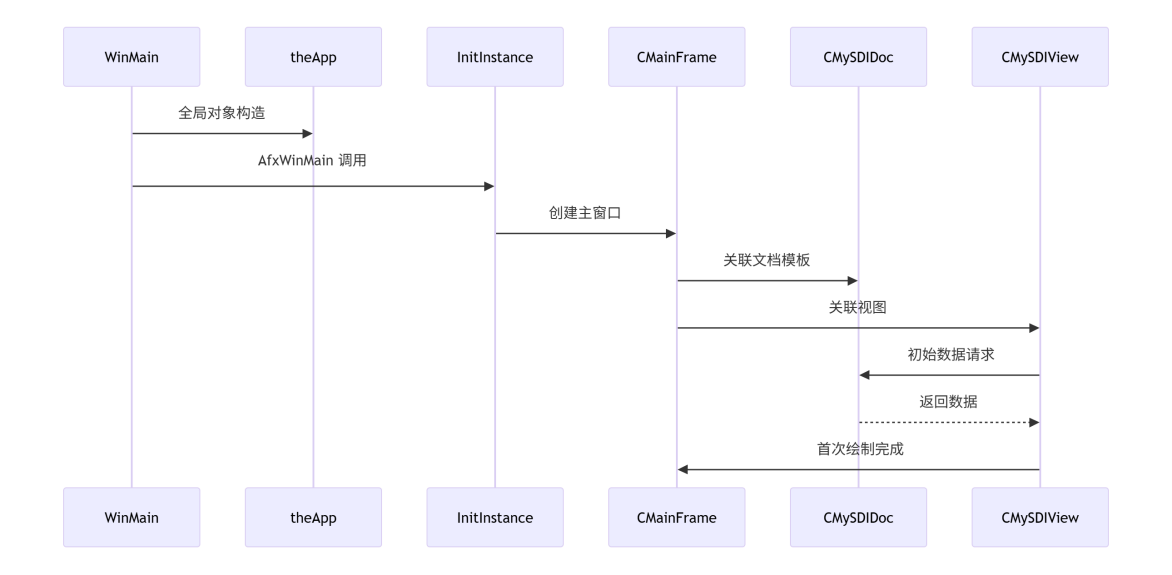 WinMain
theApp
InitInstance
CMainFrame
CMySDIDoc
CMySDIView
全局对象构造
AfxWinMain 调用
创建主窗口
关联文档模板
关联视图
初始数据请求
返回数据
首次绘制完成
WinMain
theApp
InitInstance
CMainFrame
CMySDIDoc
CMySDIView